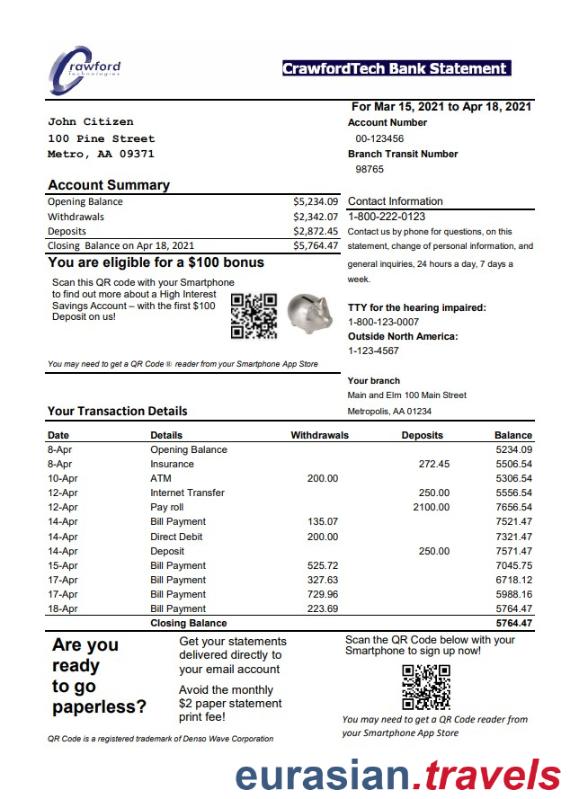 Crawford
Technologies
CrawfordTech Bank Statement
For Mar 15, 2021 to Apr 18, 2021
John Citizen
100 Pine Street
Metro, AA 09371
Account Number
00-123456
Branch Transit Number
98765
Account Summary
Opening Balance $5,234.09
Withdrawals $2,342.07
Deposits $2,872.45
Closing Balance on Apr 18, 2021 $5,764.47
Contact Information
1-800-222-0123
Contact us by phone for questions, on this
statement, change of personal information, and
general inquiries, 24 hours a day, 7 days a
week.
TTY for the hearing impaired:
1-800-123-0007
Outside North America:
1-123-4567
You are eligible for a $100 bonus
Scan this QR code with your Smartphone
to find out more about a High Interest
Savings Account – with the first $100
Deposit on us!
You may need to get a QR Code ® reader from your Smartphone App Store
Your branch
Main and Elm 100 Main Street
Metropolis, AA 01234
Your Transaction Details
Date Details Withdrawals Deposits Balance
8-Apr Opening Balance 5234.09
8-Apr Insurance 272.45 5506.54
10-Apr ATM 200.00 5306.54
12-Apr Internet Transfer 250.00 5556.54
12-Apr Pay roll 2100.00 7656.54
14-Apr Bill Payment 135.07 7521.47
14-Apr Direct Debit 200.00 7321.47
14-Apr Deposit 250.00 7571.47
15-Apr Bill Payment 525.72 7045.75
17-Apr Bill Payment 327.63 6718.12
17-Apr Bill Payment 729.96 5988.16
18-Apr Bill Payment 223.69 5764.47
Closing Balance 5764.47
Are you
ready
to go
paperless?
Get your statements
delivered directly to
your email account
Avoid the monthly
$2 paper statement
print fee!
Scan the QR Code below with your
Smartphone to sign up now!
You may need to get a QR Code reader from
your Smartphone App Store
QR Code is a registered trademark of Denso Wave Corporation
eurasian.travels